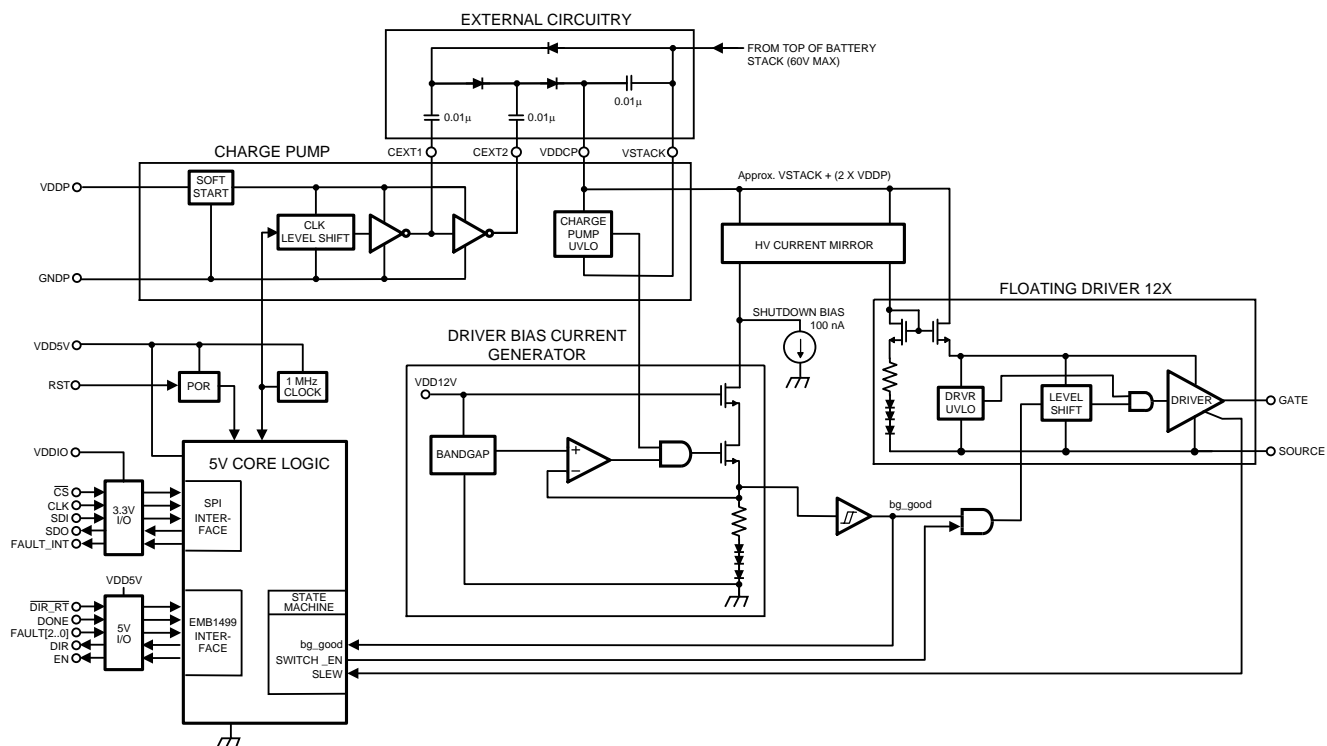 EXTERNAL CIRCUITRY
FROM TOP OF BATTERY
STACK (60V MAX)
0.01µ
0.01µ
0.01µ
CHARGE PUMP
CEXT1
CEXT2
VDDCP
VSTACK
VDDP
SOFT
START
CLK
LEVEL SHIFT
CHARGE
PUMP
UVLO
GNDP
Approx. VSTACK + (2 X VDDP)
HV CURRENT MIRROR
SHUTDOWN BIAS
100 nA
FLOATING DRIVER 12X
DRVR
UVLO
LEVEL
SHIFT
DRIVER
GATE
SOURCE
VDD5V
RST
POR
1 MHz
CLOCK
DRIVER BIAS CURRENT
GENERATOR
VDD12V
BANDGAP
+
–
bg_good
VDDIO
CS
CLK
SDI
SDO
FAULT_INT
3.3V
I/O
5V CORE LOGIC
SPI
INTER-
FACE
VDD5V
DIR_RT
DONE
FAULT[2..0]
DIR
EN
5V
I/O
EMB1499
INTER-
FACE
STATE
MACHINE
bg_good
SWITCH _EN
SLEW